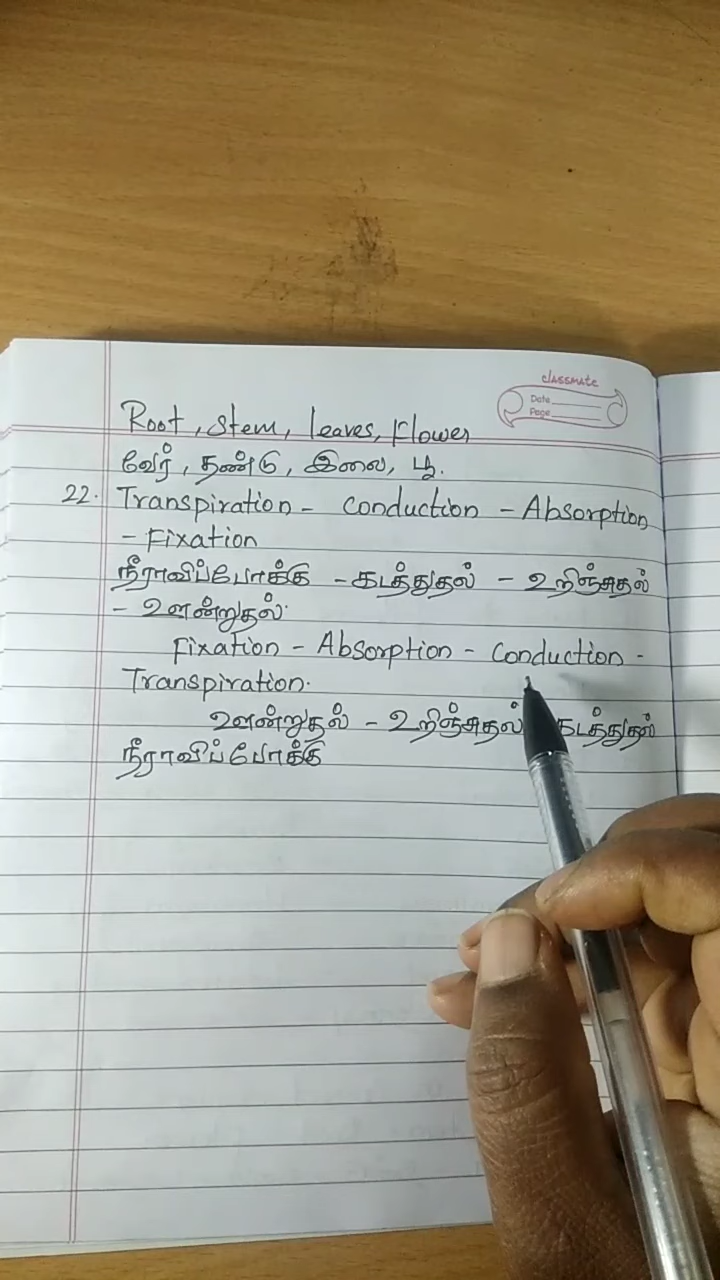 classmate
Date
Page
Root, stem, leaves, Flower
வேர், தண்டு, இலை, பூ.
22. Transpiration - conduction - Absorption
- Fixation
நீராவிப்போக்கு - கடத்துதல் - உறிஞ்சுதல்
- ஊன்றுதல்.
Fixation - Absorption - conduction -
Transpiration.
ஊன்றுதல் - உறிஞ்சுதல் கடத்துதல்
நீராவிப்போக்கு